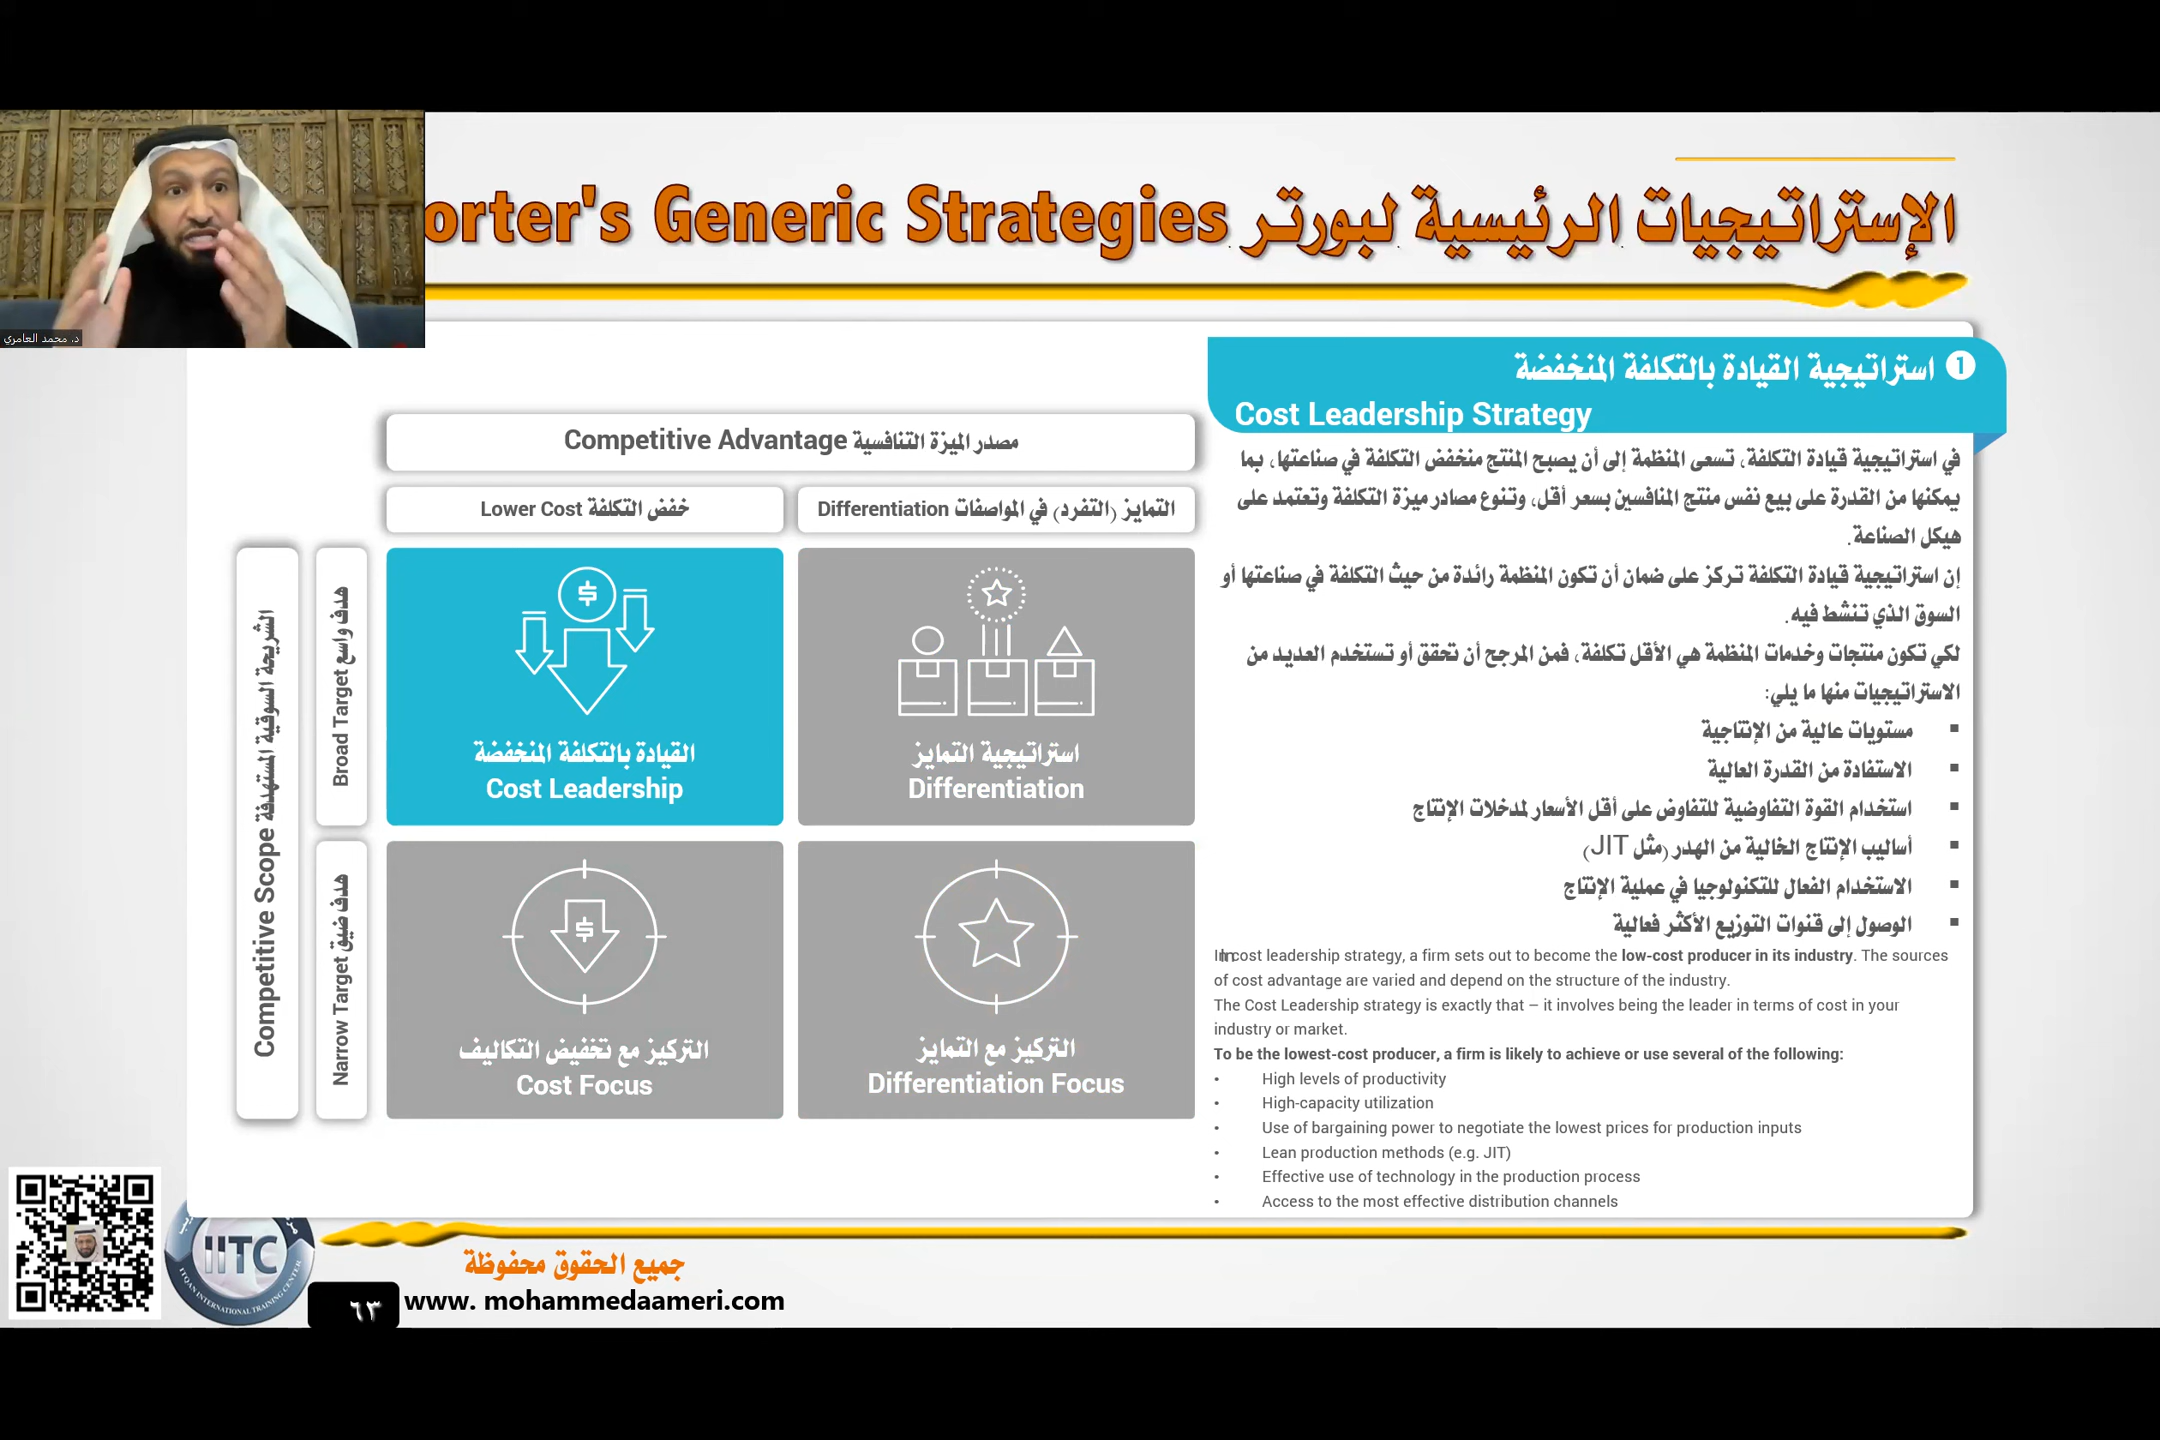 د. محمد العامري
الإستراتيجيات الرئيسية لبورتر orter's Generic Strategies
❶ استراتيجية القيادة بالتكلفة المنخفضة
Cost Leadership Strategy
في استراتيجية قيادة التكلفة، تسعى المنظمة إلى أن يصبح المنتج منخفض التكلفة في صناعتها، بما
يمكنها من القدرة على بيع نفس منتج المنافسين بسعر أقل، وتنوع مصادر ميزة التكلفة وتعتمد على
هيكل الصناعة.
إن استراتيجية قيادة التكلفة تركز على ضمان أن تكون المنظمة رائدة من حيث التكلفة في صناعتها أو
السوق الذي تنشط فيه.
لكي تكون منتجات وخدمات المنظمة هي الأقل تكلفة، فمن المرجح أن تحقق أو تستخدم العديد من
الاستراتيجيات منها ما يلي:
▪ مستويات عالية من الإنتاجية
▪ الاستفادة من القدرة العالية
▪ استخدام القوة التفاوضية للتفاوض على أقل الأسعار لمدخلات الإنتاج
▪ أساليب الإنتاج الخالية من الهدر (مثل JIT)
▪ الاستخدام الفعال للتكنولوجيا في عملية الإنتاج
▪ الوصول إلى قنوات التوزيع الأكثر فعالية
In cost leadership strategy, a firm sets out to become the low-cost producer in its industry. The sources
of cost advantage are varied and depend on the structure of the industry.
The Cost Leadership strategy is exactly that – it involves being the leader in terms of cost in your
industry or market.
To be the lowest-cost producer, a firm is likely to achieve or use several of the following:
• High levels of productivity
• High-capacity utilization
• Use of bargaining power to negotiate the lowest prices for production inputs
• Lean production methods (e.g. JIT)
• Effective use of technology in the production process
• Access to the most effective distribution channels
مصدر الميزة التنافسية Competitive Advantage
خفض التكلفة Lower Cost
التمايز (التفرد) في المواصفات Differentiation
الشريحة السوقية المستهدفة Competitive Scope
هدف واسع Broad Target
هدف ضيق Narrow Target
القيادة بالتكلفة المنخفضة
Cost Leadership
استراتيجية التمايز
Differentiation
التركيز مع تخفيض التكاليف
Cost Focus
التركيز مع التمايز
Differentiation Focus
IITC
ITQAN INTERNATIONAL TRAINING CENTER
جميع الحقوق محفوظة
٦٣
www. mohammedaameri.com